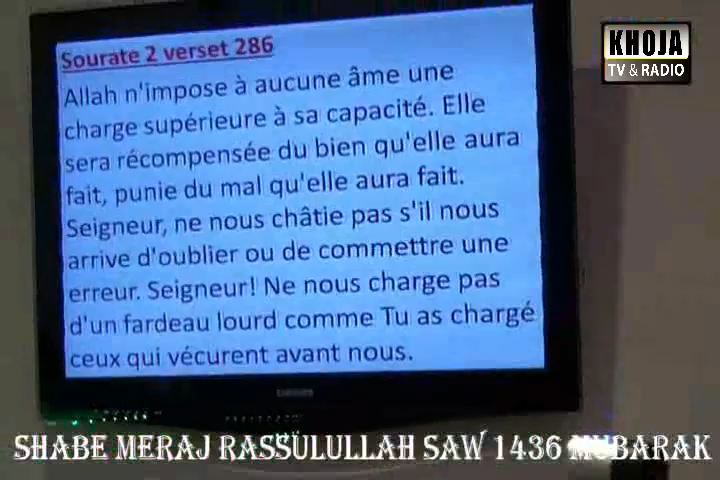 KHOJA
TV & RADIO
Sourate 2 verset 286
Allah n'impose à aucune âme une
charge supérieure à sa capacité. Elle
sera récompensée du bien qu'elle aura
fait, punie du mal qu'elle aura fait.
Seigneur, ne nous châtie pas s'il nous
arrive d'oublier ou de commettre une
erreur. Seigneur! Ne nous charge pas
d'un fardeau lourd comme Tu as chargé
ceux qui vécurent avant nous.
SAMSUNG
SHABE MERAJ RASSULULLAH SAW 1436 MUBARAK